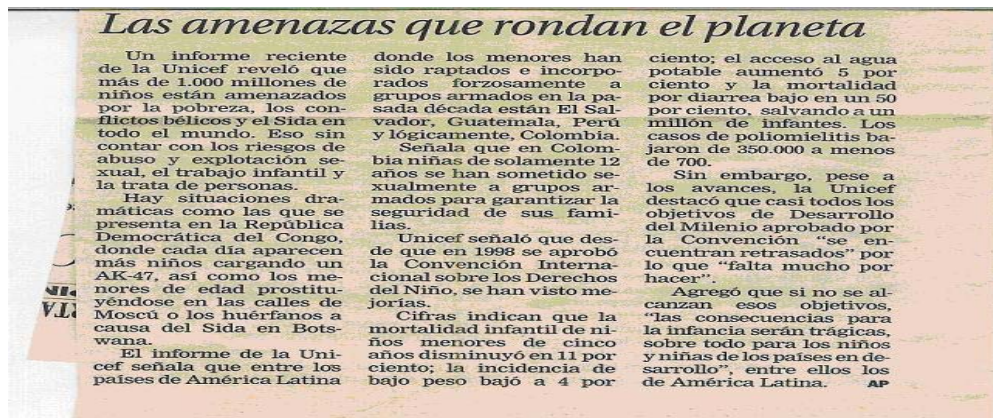 Las amenazas que rondan el planeta
Un informe reciente
de la Unicef reveló que
más de 1.000 millones de
niños están amenazados
por la pobreza, los con-
flictos bélicos y el Sida en
todo el mundo. Eso sin
contar con los riesgos de
abuso y explotación se-
xual, el trabajo infantil y
la trata de personas.
Hay situaciones dra-
máticas como las que se
presenta en la República
Democrática del Congo,
donde cada día aparecen
más niños cargando un
AK-47, así como los me-
nores de edad prostitu-
yéndose en las calles de
Moscú o los huérfanos a
causa del Sida en Bots-
wana.
El informe de la Uni-
cef señala que entre los
países de América Latina
donde los menores han
sido raptados e incorpo-
rados forzosamente a
grupos armados en la pa-
sada década están El Sal-
vador, Guatemala, Perú
y lógicamente, Colombia.
Señala que en Colom-
bia niñas de solamente 12
años se han sometido se-
xualmente a grupos ar-
mados para garantizar la
seguridad de sus fami-
lias.
Unicef señaló que des-
de que en 1998 se aprobó
la Convención Interna-
cional sobre los Derechos
del Niño, se han visto me-
jorías.
Cifras indican que la
mortalidad infantil de ni-
ños menores de cinco
años disminuyó en 11 por
ciento; la incidencia de
bajo peso bajó a 4 por
ciento; el acceso al agua
potable aumentó 5 por
ciento y la mortalidad
por diarrea bajo en un 50
por ciento, salvando a un
millón de infantes. Los
casos de poliomielitis ba-
jaron de 350.000 a menos
de 700.
Sin embargo, pese a
los avances, la Unicef
destacó que casi todos los
objetivos de Desarrollo
del Milenio aprobado por
la Convención “se en-
cuentran retrasados” por
lo que “falta mucho por
hacer”.
Agregó que si no se al-
canzan esos objetivos,
“las consecuencias para
la infancia serán trágicas,
sobre todo para los niños
y niñas de los países en de-
sarrollo”, entre ellos los
de América Latina. AP